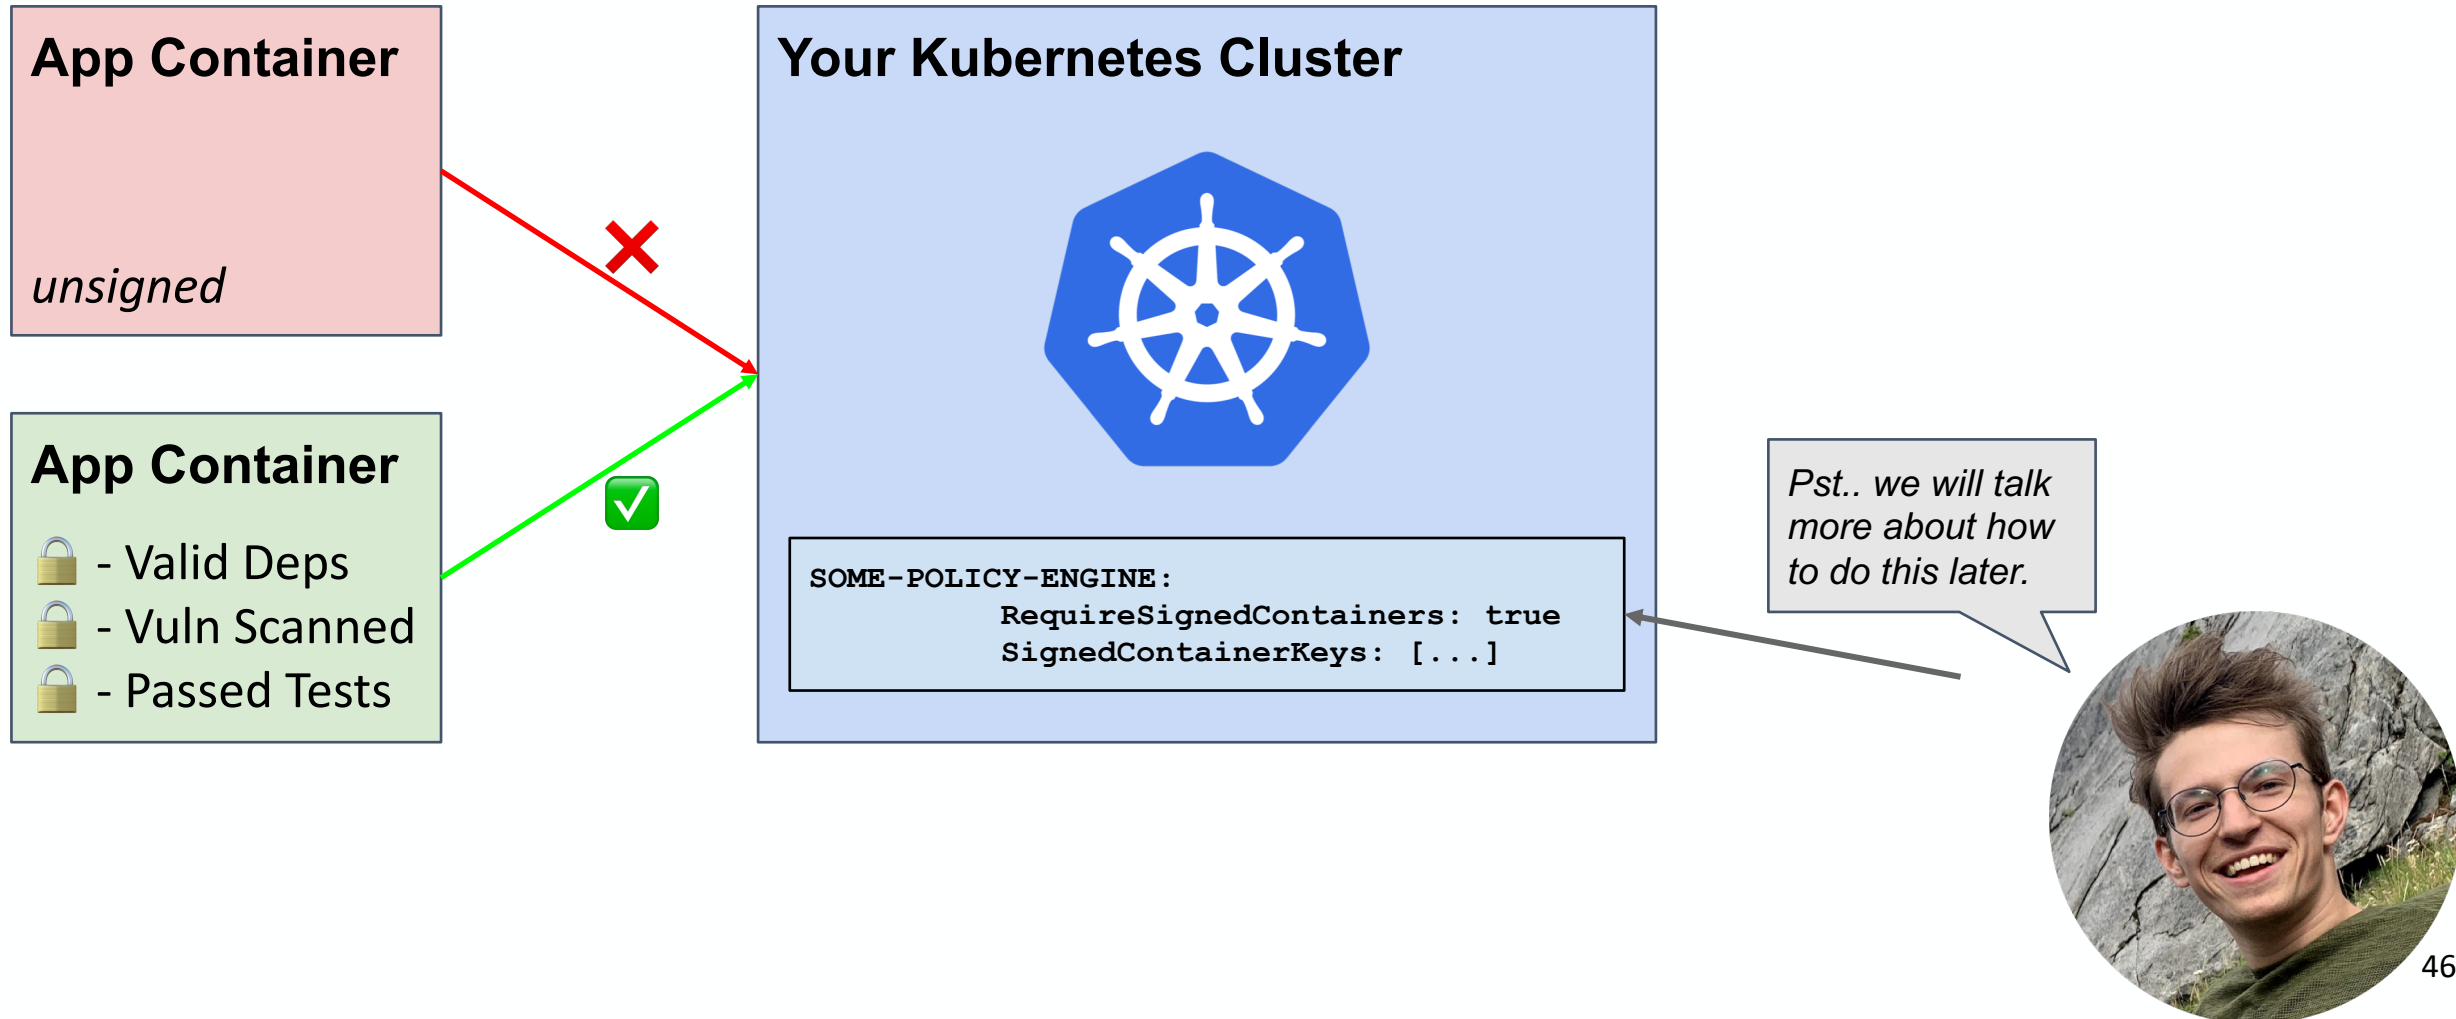 App Container
unsigned
App Container
- Valid Deps
- Vuln Scanned
- Passed Tests
Your Kubernetes Cluster
SOME-POLICY-ENGINE:
RequireSignedContainers: true
SignedContainerKeys: [...]
Pst.. we will talk
more about how
to do this later.
46